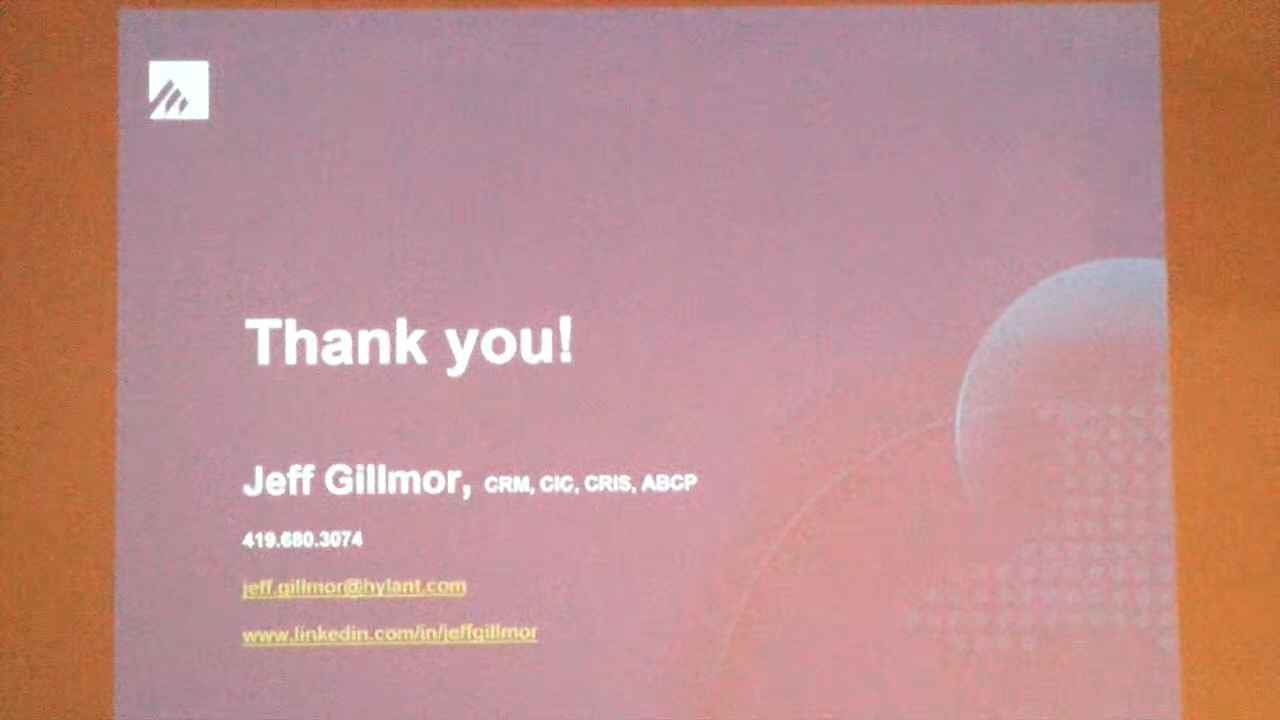 Thank you!
Jeff Gillmor, CRM, CIC, CRIS, ABCP
419.680.3074
jeff.gillmor@hylant.com
www.linkedin.com/in/jeffgillmor